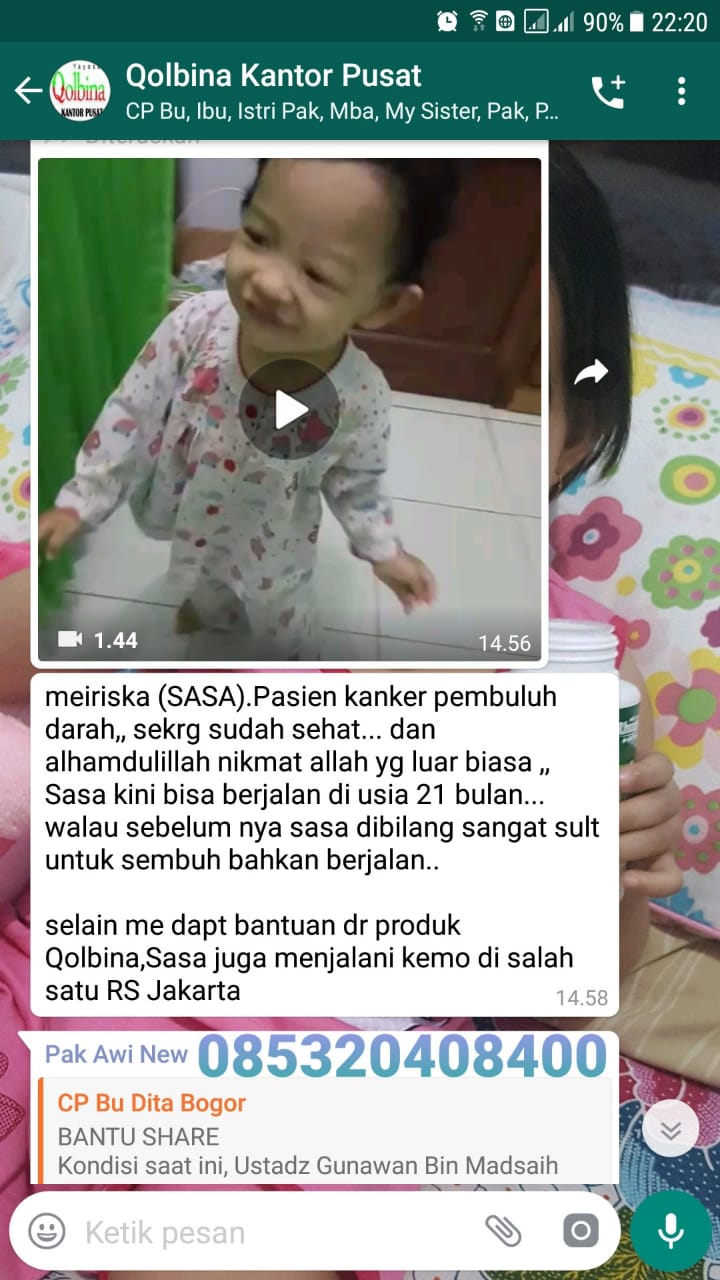 90% 22:20
Yayasan
Qolbina
KANTOR PUSAT
Qolbina Kantor Pusat
CP Bu, Ibu, Istri Pak, Mba, My Sister, Pak, P...
Diteruskan
1.44
14.56
meiriska (SASA).Pasien kanker pembuluh
darah,, sekrg sudah sehat... dan
alhamdulillah nikmat allah yg luar biasa ,,
Sasa kini bisa berjalan di usia 21 bulan...
walau sebelum nya sasa dibilang sangat sult
untuk sembuh bahkan berjalan..
selain me dapt bantuan dr produk
Qolbina,Sasa juga menjalani kemo di salah
satu RS Jakarta
14.58
Pak Awi New 085320408400
CP Bu Dita Bogor
BANTU SHARE
Kondisi saat ini, Ustadz Gunawan Bin Madsaih
Ketik pesan